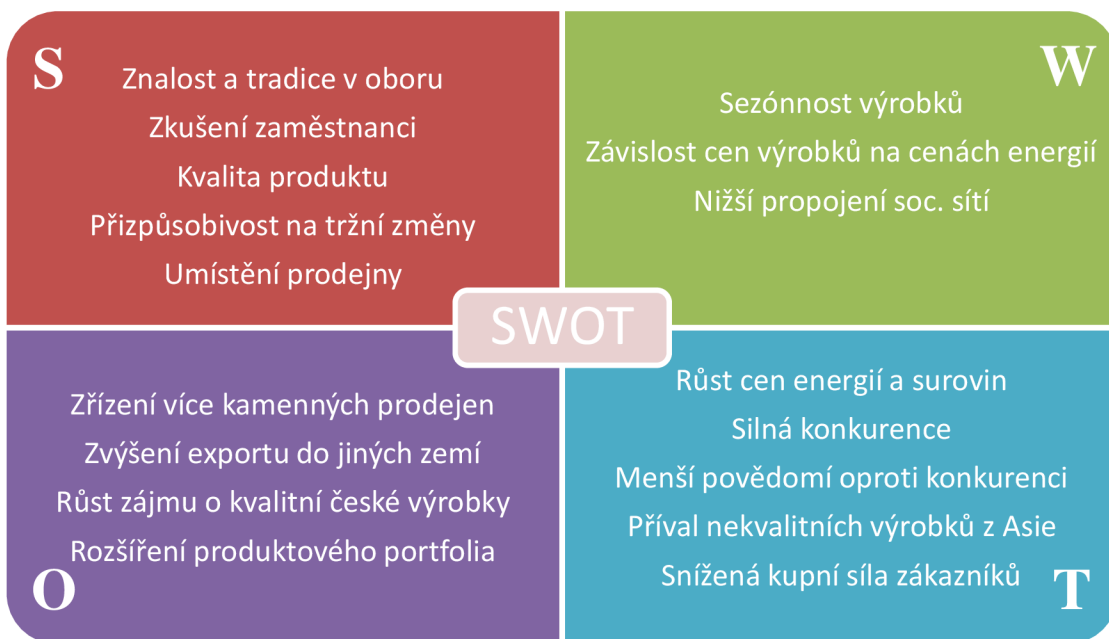 S
Znalost a tradice v oboru
Zkušení zaměstnanci
Kvalita produktu
Přizpůsobivost na tržní změny
Umístění prodejny
W
Sezónnost výrobků
Závislost cen výrobků na cenách energií
Nižší propojení soc. sítí
SWOT
Zřízení více kamenných prodejen
Zvýšení exportu do jiných zemí
Růst zájmu o kvalitní české výrobky
Rozšíření produktového portfolia
O
Růst cen energií a surovin
Silná konkurence
Menší povědomí oproti konkurenci
Příval nekvalitních výrobků z Asie
Snížená kupní síla zákazníků
T